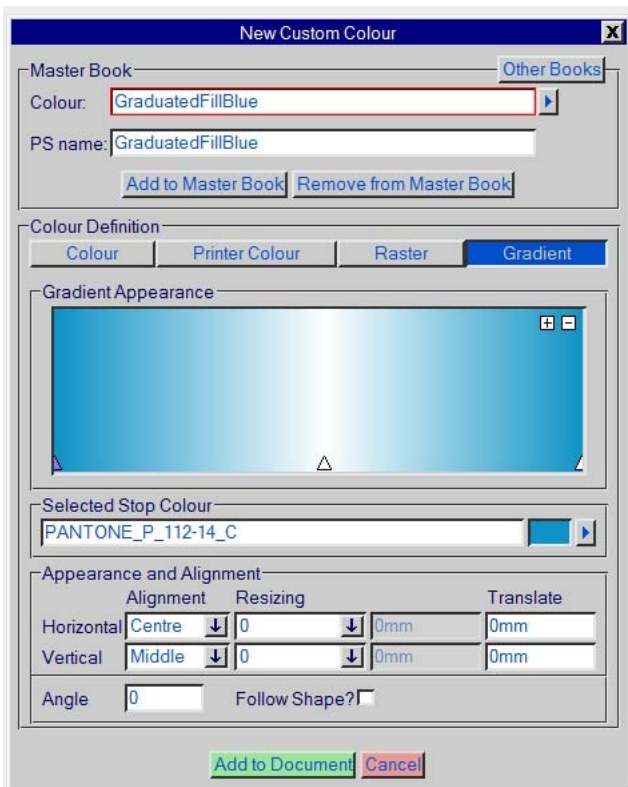 New Custom Colour X
Master Book Other Books
Colour: GraduatedFillBlue
PS name: GraduatedFillBlue
Add to Master Book Remove from Master Book
Colour Definition
Colour Printer Colour Raster Gradient
Gradient Appearance
+ -
Selected Stop Colour
PANTONE_P_112-14_C
Appearance and Alignment
Alignment Resizing Translate
Horizontal Centre 0 0mm 0mm
Vertical Middle 0 0mm 0mm
Angle 0 Follow Shape?
Add to Document Cancel